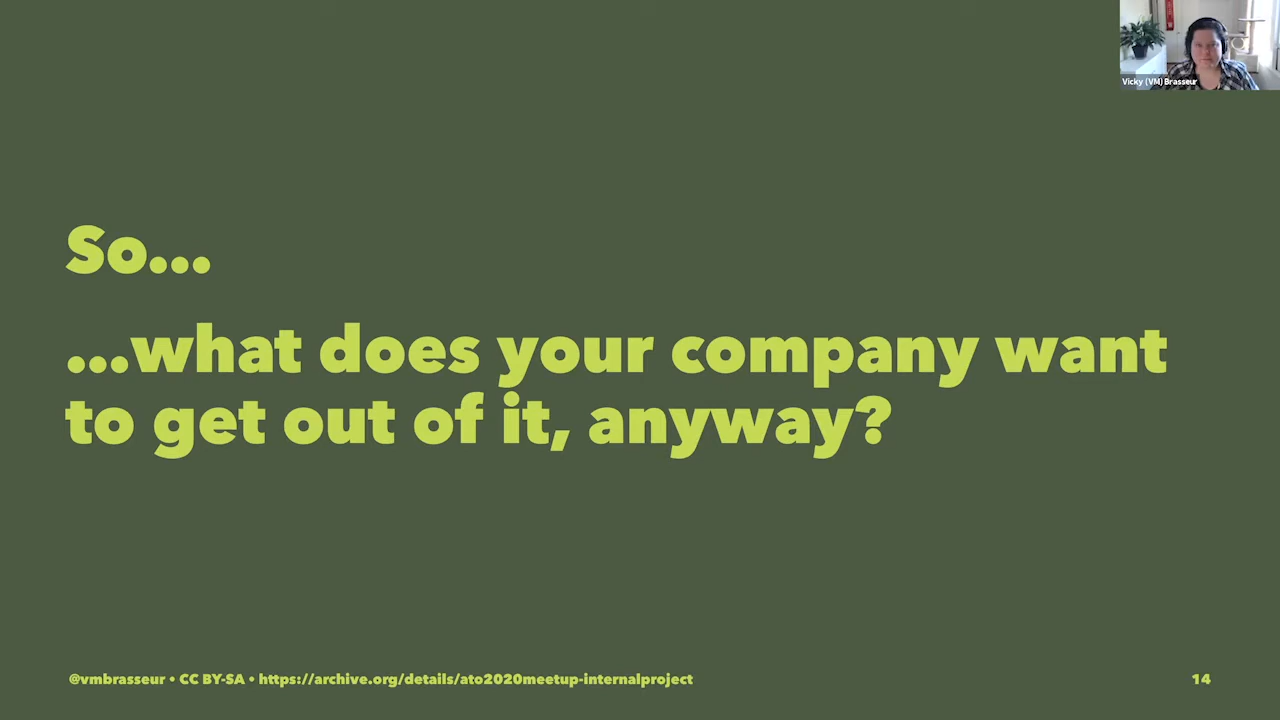 Vicky (VM) Brasseur
So...
...what does your company want
to get out of it, anyway?
@vmbrasseur • CC BY-SA • https://archive.org/details/ato2020meetup-internalproject
14